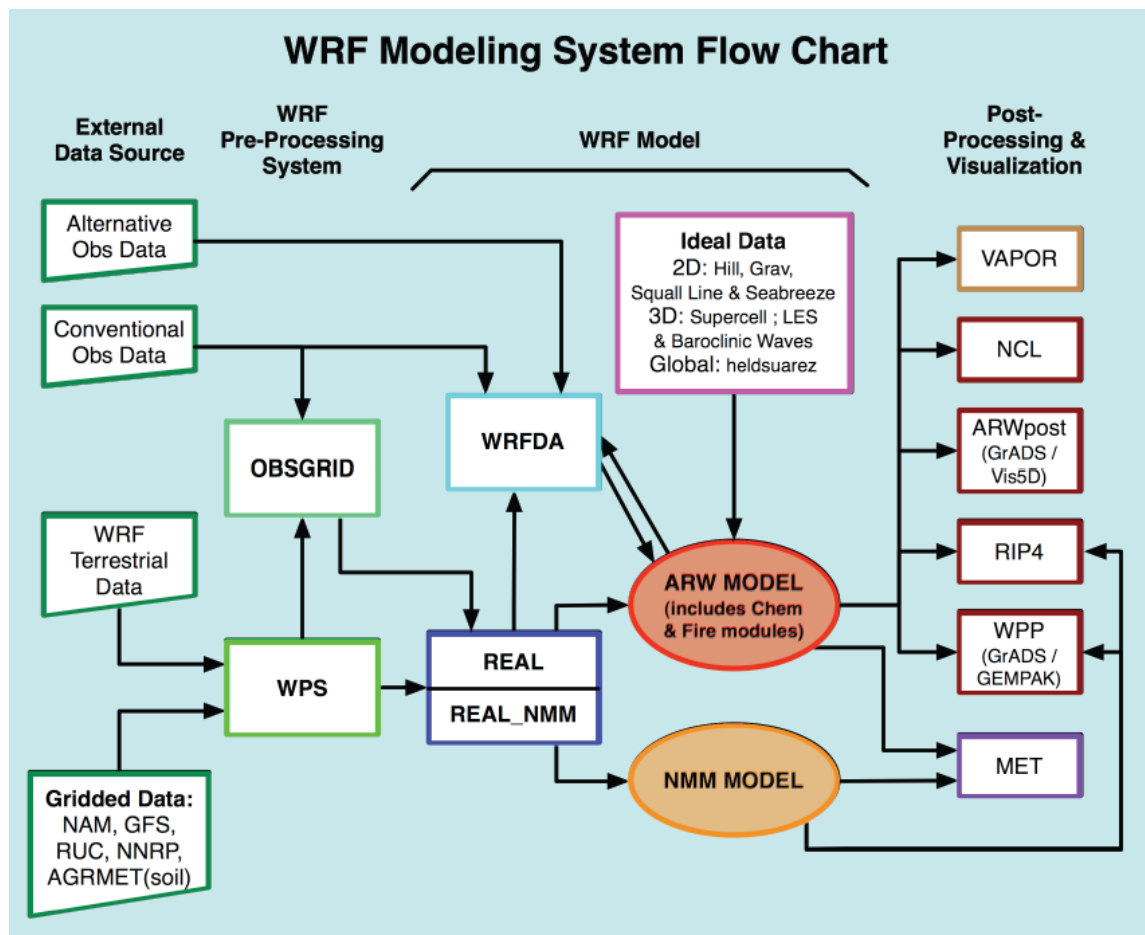 WRF Modeling System Flow Chart
External
Data Source
WRF
Pre-Processing
System
WRF Model
Post-
Processing &
Visualization
Alternative
Obs Data
Conventional
Obs Data
WRF
Terrestrial
Data
Gridded Data:
NAM, GFS,
RUC, NNRP,
AGRMET(soil)
OBSGRID
WPS
WRFDA
REAL
REAL_NMM
Ideal Data
2D: Hill, Grav,
Squall Line & Seabreeze
3D: Supercell ; LES
& Baroclinic Waves
Global: heldsuarez
ARW MODEL
(includes Chem
& Fire modules)
NMM MODEL
VAPOR
NCL
ARWpost
(GrADS /
Vis5D)
RIP4
WPP
(GrADS /
GEMPAK)
MET